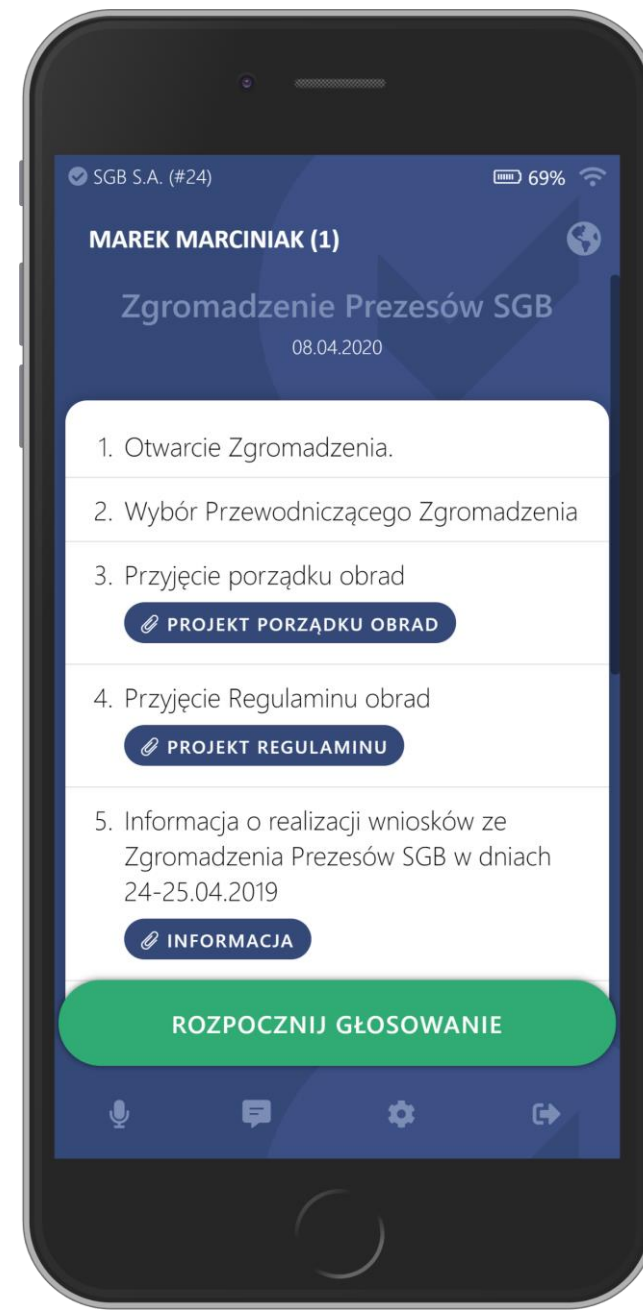 SGB S.A. (#24) 69%
MAREK MARCINIAK (1)
Zgromadzenie Prezesów SGB
08.04.2020
1. Otwarcie Zgromadzenia.
2. Wybór Przewodniczącego Zgromadzenia
3. Przyjęcie porządku obrad
PROJEKT PORZĄDKU OBRAD
4. Przyjęcie Regulaminu obrad
PROJEKT REGULAMINU
5. Informacja o realizacji wniosków ze
Zgromadzenia Prezesów SGB w dniach
24-25.04.2019
INFORMACJA
ROZPOCZNIJ GŁOSOWANIE